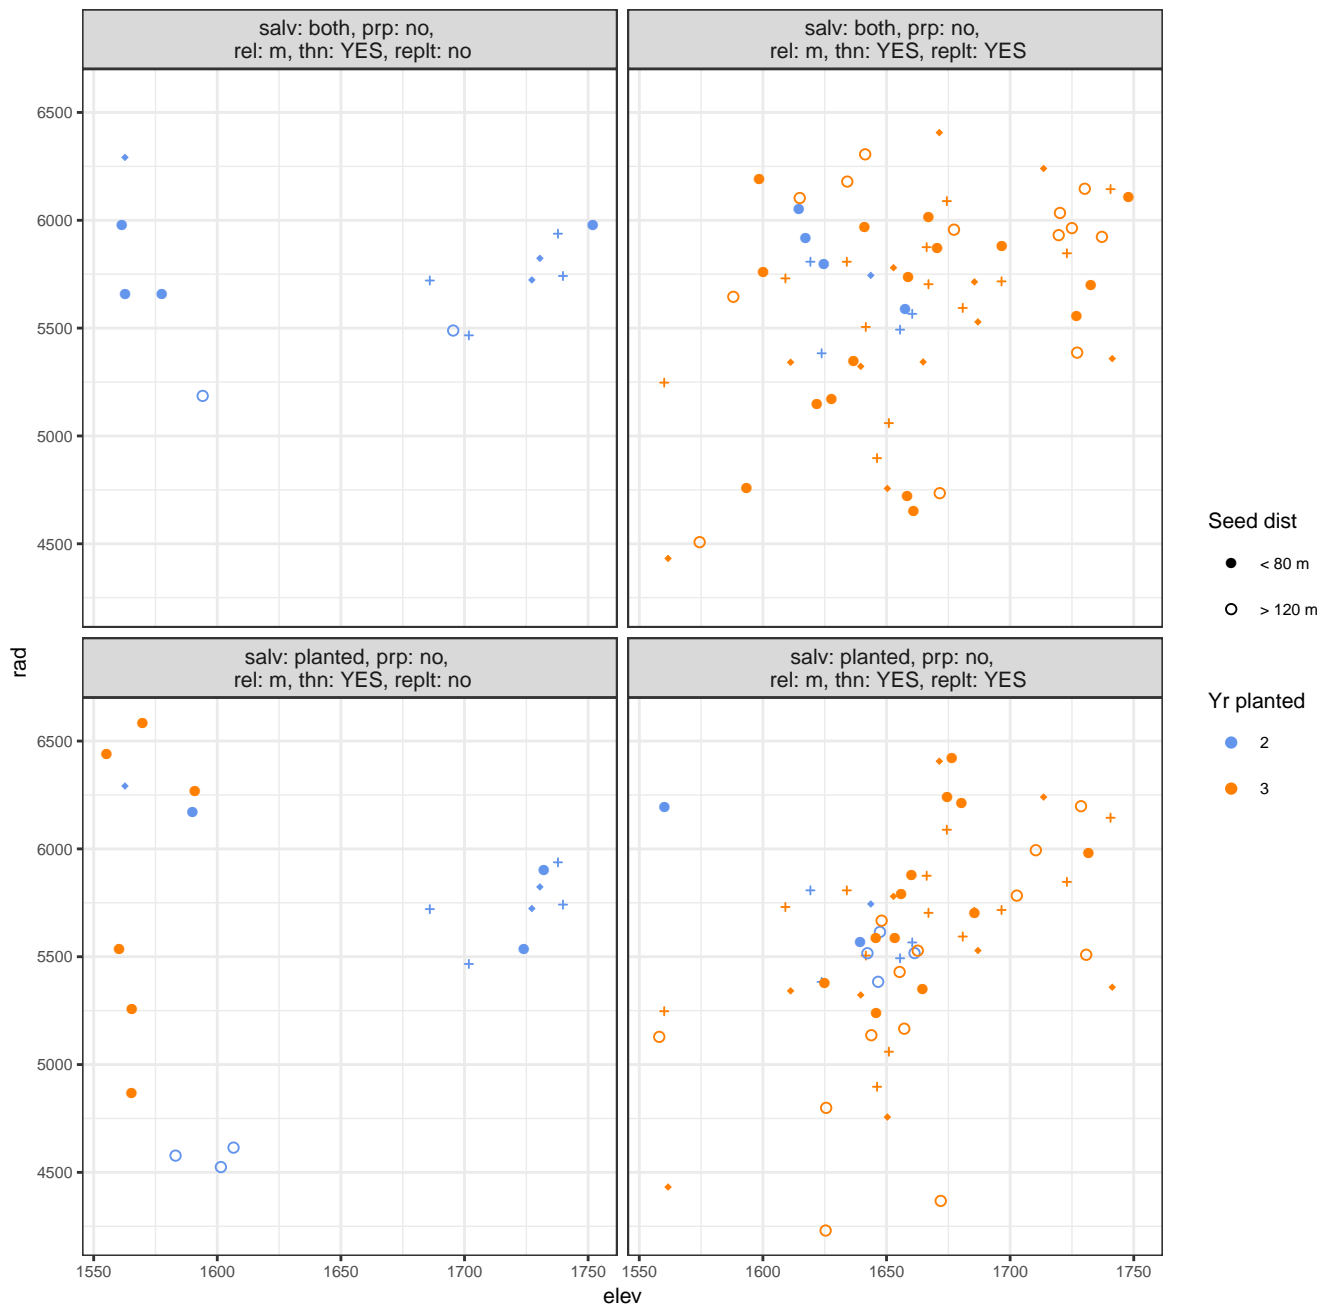 salv: both, prp: no,
rel: m, thn: YES, replt: no
salv: both, prp: no,
rel: m, thn: YES, replt: YES
6500
6000
5500
5000
4500
salv: planted, prp: no,
rel: m, thn: YES, replt: no
salv: planted, prp: no,
rel: m, thn: YES, replt: YES
6500
6000
5500
5000
4500
rad
1550
1600
1650
1700
1750
1550
1600
1650
1700
1750
elev
Seed dist
< 80 m
> 120 m
Yr planted
2
3